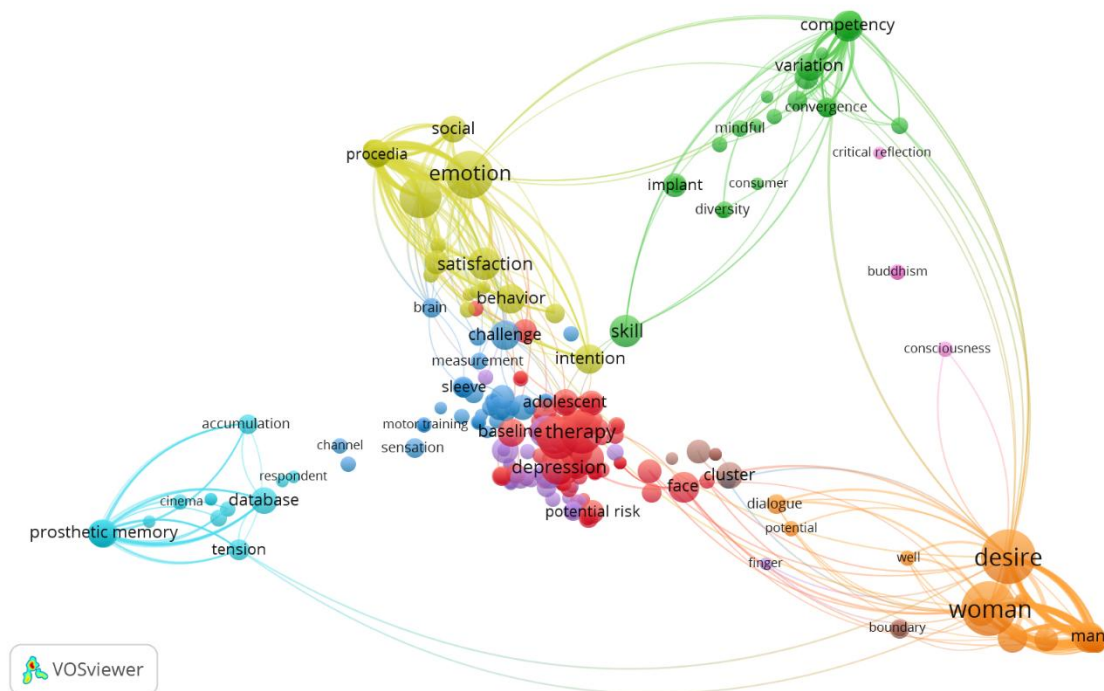 competency
variation
convergence
mindful
critical reflection
implant
consumer
diversity
social
procedia
emotion
satisfaction
behavior
brain
challenge
intention
skill
buddhism
consciousness
measurement
sleeve
adolescent
motor training
baseline
therapy
channel
sensation
depression
accumulation
respondent
cinema
database
prosthetic memory
tension
potential risk
face
cluster
dialogue
potential
finger
well
desire
woman
boundary
man
VOSviewer